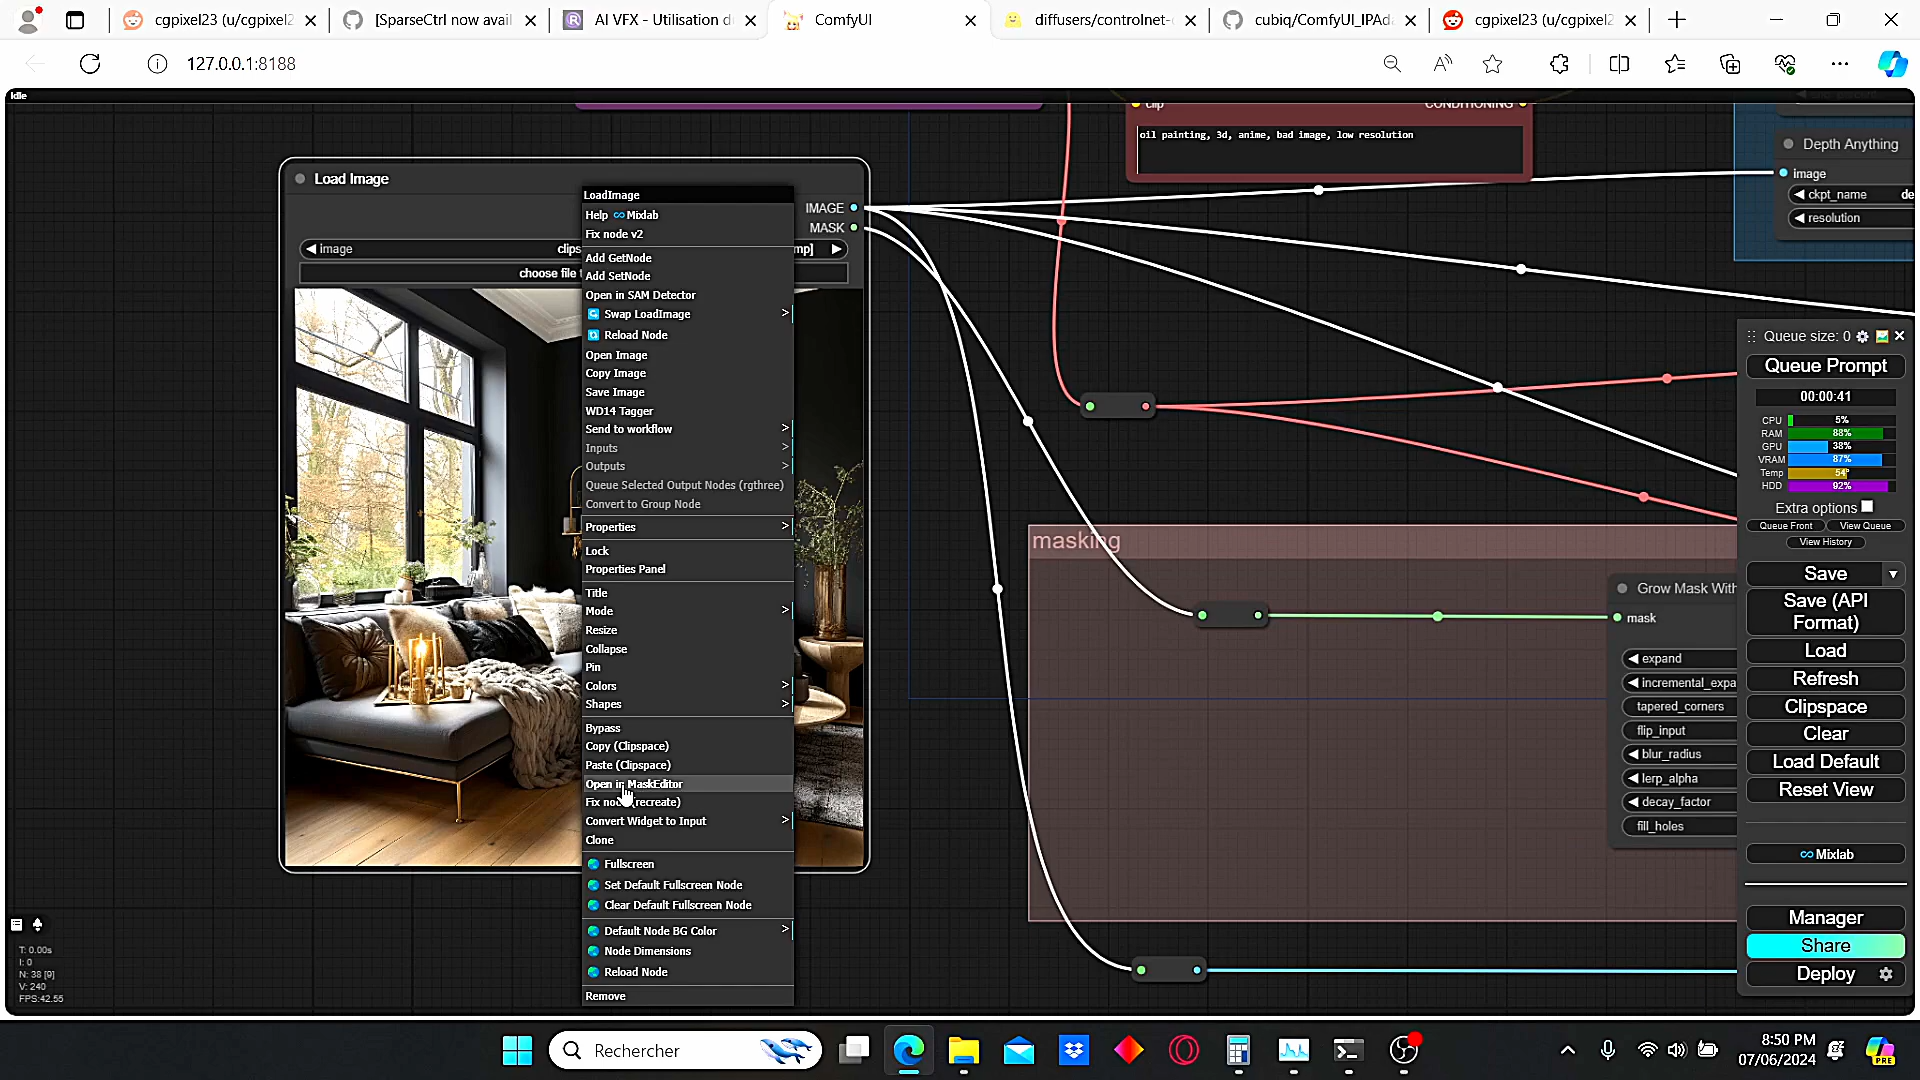 cgpixel23 (u/cgpixel2
[SparseCtrl now avail
AI VFX - Utilisation d
ComfyUI
diffusers/controlnet-
cubiq/ComfyUI_IPAd
cgpixel23 (u/cgpixel2
127.0.0.1:8188
Idle
clip
CONDITIONING
oil painting, 3d, anime, bad image, low resolution
Depth Anything
image
ckpt_name
de
resolution
Load Image
IMAGE
MASK
image
clips
mp]
choose file t
LoadImage
Help Mixlab
Fix node v2
Add GetNode
Add SetNode
Open in SAM Detector
Swap LoadImage >
Reload Node
Open Image
Copy Image
Save Image
WD14 Tagger
Send to workflow >
Inputs >
Outputs >
Queue Selected Output Nodes (rgthree)
Convert to Group Node
Properties >
Lock
Properties Panel
Title
Mode >
Resize
Collapse
Pin
Colors >
Shapes >
Bypass
Copy (Clipspace)
Paste (Clipspace)
Open in MaskEditor
Fix node (recreate)
Convert Widget to Input >
Clone
Fullscreen
Set Default Fullscreen Node
Clear Default Fullscreen Node
Default Node BG Color >
Node Dimensions
Reload Node
Remove
masking
Grow Mask With
mask
expand
incremental_expa
tapered_corners
flip_input
blur_radius
lerp_alpha
decay_factor
fill_holes
Queue size: 0
Queue Prompt
00:00:41
CPU 5%
RAM 88%
GPU 38%
VRAM 87%
Temp 54°
HDD 92%
Extra options
Queue Front
View Queue
View History
Save
Save (API
Format)
Load
Refresh
Clipspace
Clear
Load Default
Reset View
Mixlab
Manager
Share
Deploy
T: 0.00s
I: 0
N: 38 [9]
V: 240
FPS:42.55
Rechercher
8:50 PM
07/06/2024
PRE